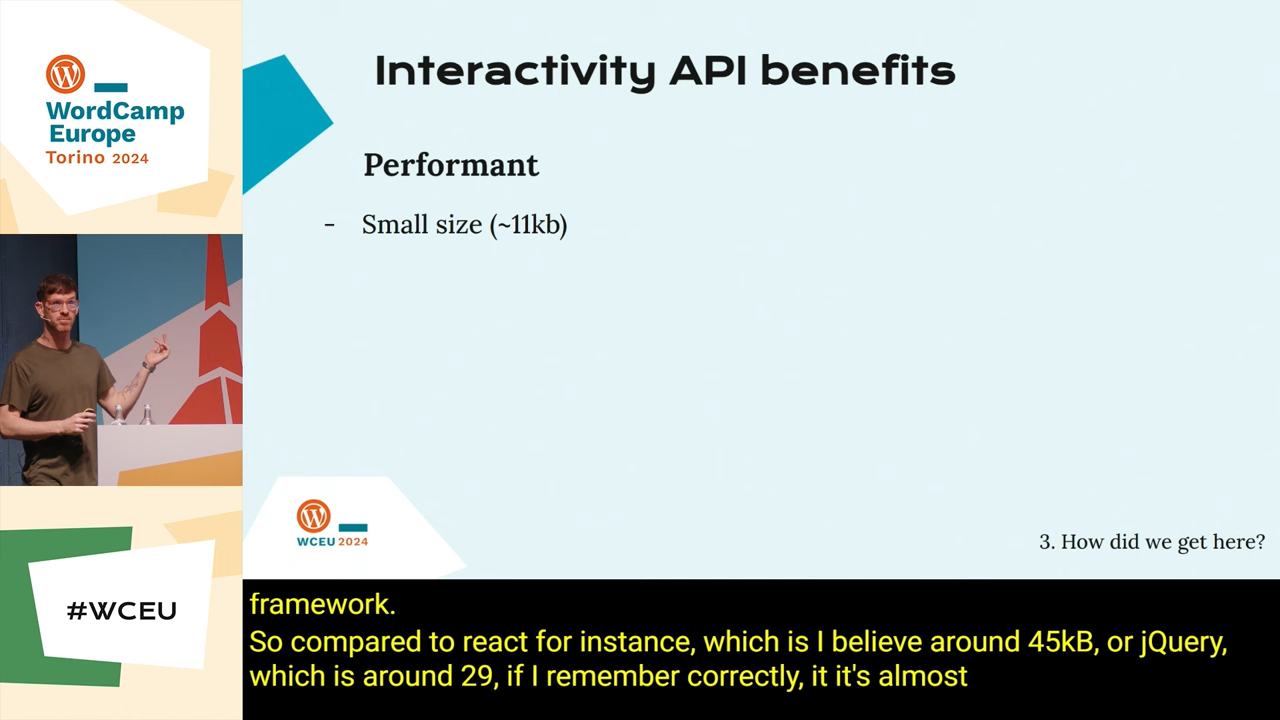 WordCamp
Europe
Torino 2024
Interactivity API benefits
Performant
- Small size (~11kb)
WCEU 2024
3. How did we get here?
#WCEU
framework.
So compared to react for instance, which is I believe around 45kB, or jQuery,
which is around 29, if I remember correctly, it it's almost